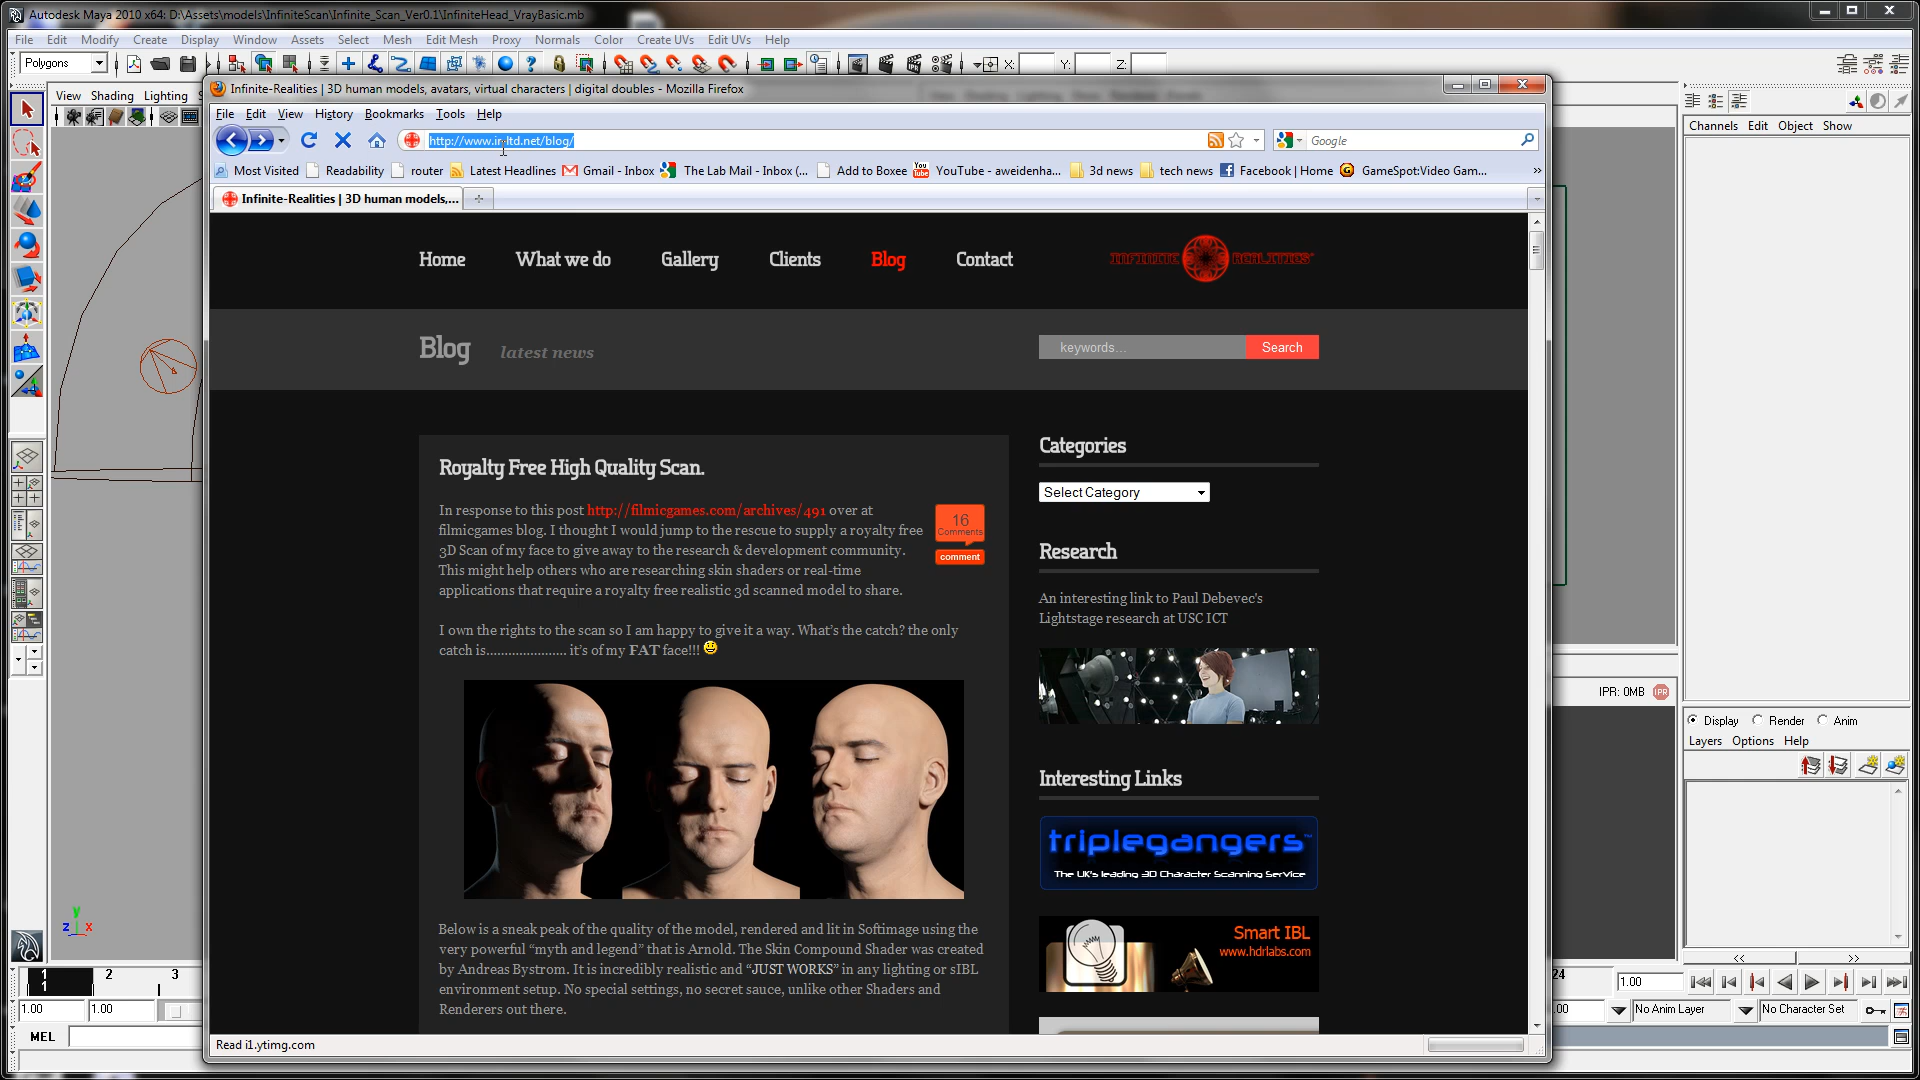 Autodesk Maya 2010 x64: D:\Assets\models\InfiniteScan\Infinite_Scan_Ver0.1\InfiniteHead_VrayBasic.mb
File Edit Modify Create Display Window Assets Select Mesh Edit Mesh Proxy Normals Color Create UVs Edit UVs Help
Polygons X: Y: Z:
View Shading Lighting
Infinite-Realities | 3D human models, avatars, virtual characters | digital doubles - Mozilla Firefox
File Edit View History Bookmarks Tools Help
http://www.ir-ltd.net/blog/
Google
Most Visited Readability router Latest Headlines Gmail - Inbox The Lab Mail - Inbox (... Add to Boxee YouTube - aweidenha... 3d news tech news Facebook | Home GameSpot:Video Gam... »
Infinite-Realities | 3D human models,...
Home What we do Gallery Clients Blog Contact
INFINITE REALITIES
Blog latest news
keywords... Search
Royalty Free High Quality Scan.
In response to this post http://filmicgames.com/archives/491 over at
filmicgames blog. I thought I would jump to the rescue to supply a royalty free
3D Scan of my face to give away to the research & development community.
This might help others who are researching skin shaders or real-time
applications that require a royalty free realistic 3d scanned model to share.
16
Comments
comment
I own the rights to the scan so I am happy to give it a way. What's the catch? the only
catch is...................... it's of my FAT face!!!
Below is a sneak peak of the quality of the model, rendered and lit in Softimage using the
very powerful "myth and legend" that is Arnold. The Skin Compound Shader was created
by Andreas Bystrom. It is incredibly realistic and "JUST WORKS" in any lighting or sIBL
environment setup. No special settings, no secret sauce, unlike other Shaders and
Renderers out there.
Categories
Select Category
Research
An interesting link to Paul Debevec's
Lightstage research at USC ICT
Interesting Links
triplegangers™
The UK's leading 3D Character Scanning Service
Smart IBL
www.hdrlabs.com
Read i1.ytimg.com
Channels Edit Object Show
IPR: 0MB
IPR
Display Render Anim
Layers Options Help
<< >>
z y x
1 2 3 24
1
1.00
1.00 1.00 .00 No Anim Layer No Character Set
MEL